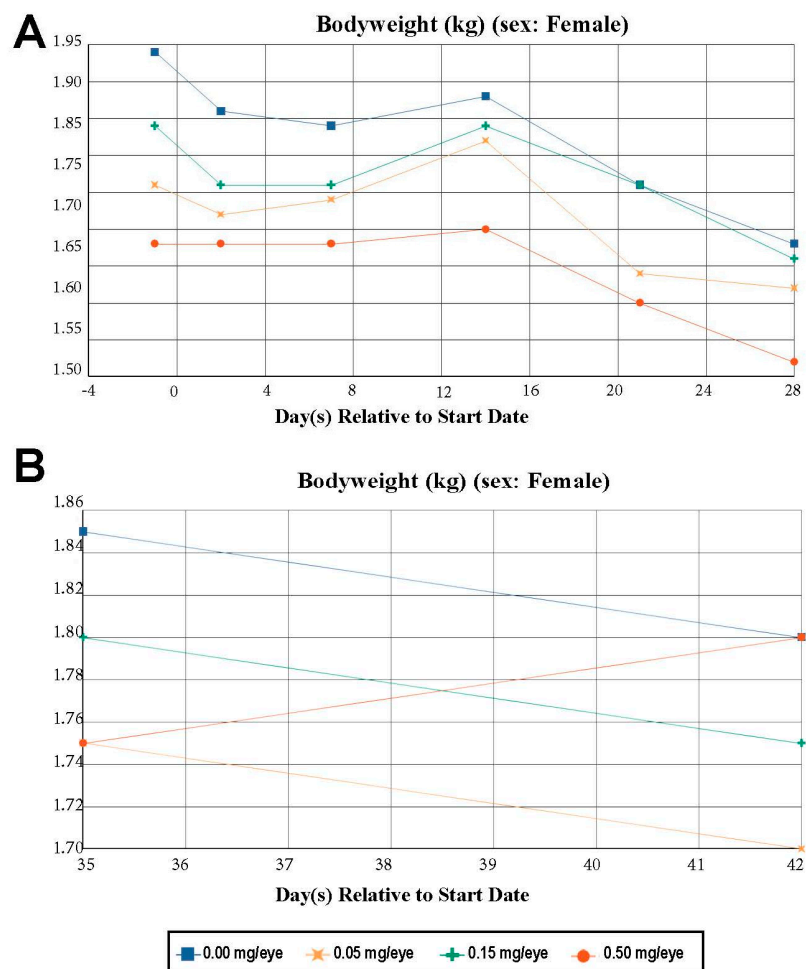 A
Bodyweight (kg) (sex: Female)
1.95
1.90
1.85
1.75
1.70
1.65
1.60
1.55
1.50
-4 0 4 8 12 16 20 24 28
Day(s) Relative to Start Date
B
Bodyweight (kg) (sex: Female)
1.86
1.84
1.82
1.80
1.78
1.76
1.74
1.72
1.70
35 36 37 38 39 40 41 42
Day(s) Relative to Start Date
0.00 mg/eye 0.05 mg/eye 0.15 mg/eye 0.50 mg/eye